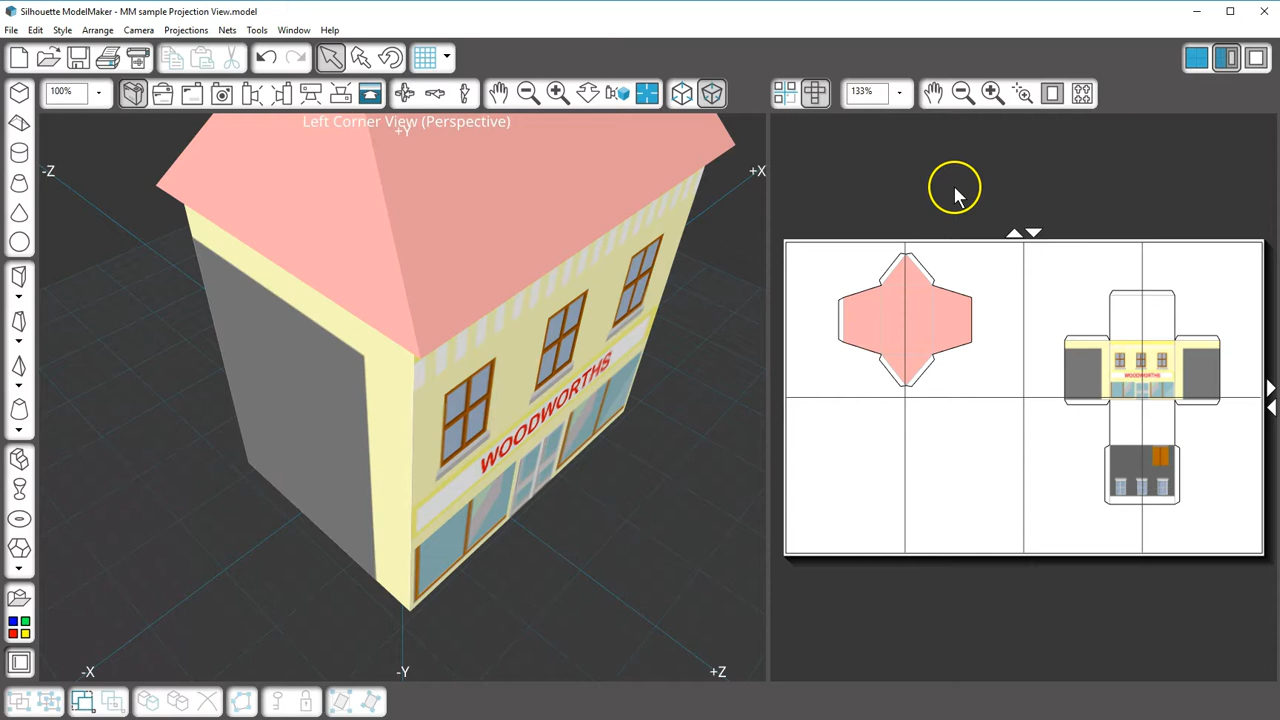 Silhouette ModelMaker - MM sample Projection View.model
File Edit Style Arrange Camera Projections Nets Tools Window Help
100%
133%
Left Corner View (Perspective)
+Y
-Z
+X
WOODWORTHS
WOODWORTHS
-X
-Y
+Z